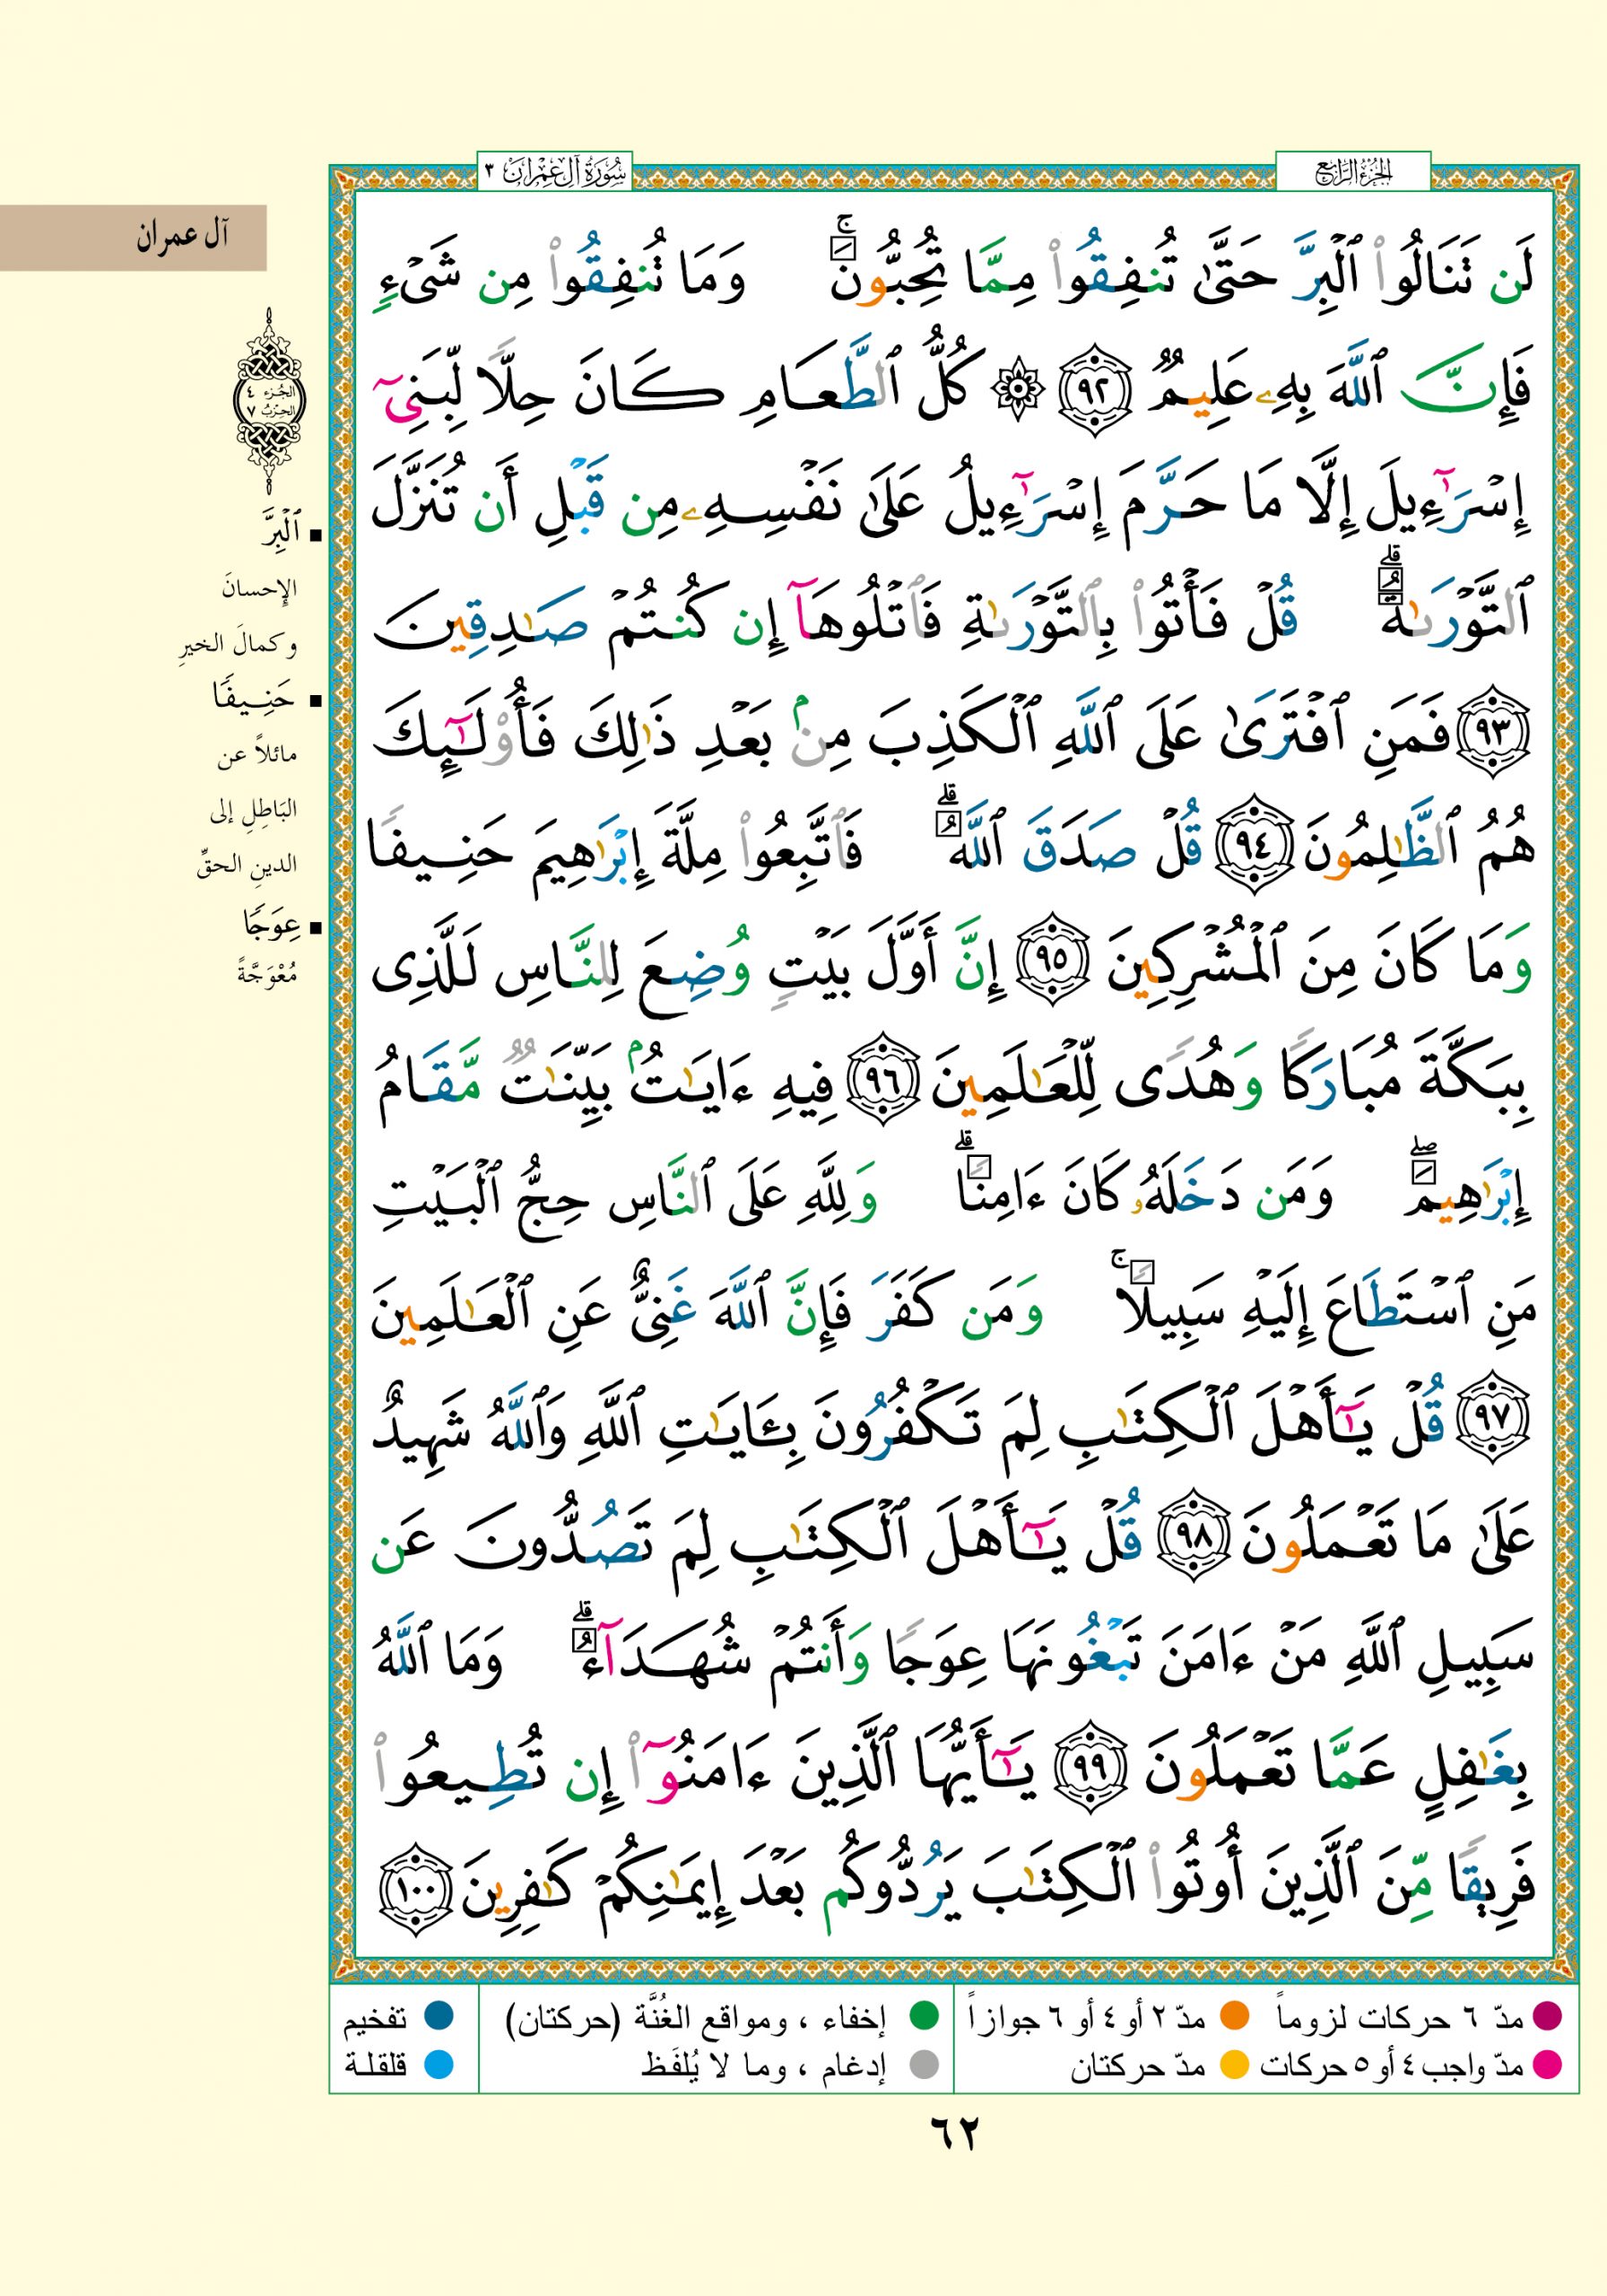 الجزء الرابع
سورة آل عمران ٣
آل عمران
لَن تَنَالُوا۟ ٱلْبِرَّ حَتَّىٰ تُنفِقُوا۟ مِمَّا تُحِبُّونَ ۚ وَمَا تُنفِقُوا۟ مِن شَىْءٍ
فَإِنَّ ٱللَّهَ بِهِۦ عَلِيمٌ ٩٢ ۞ كُلُّ ٱلطَّعَامِ كَانَ حِلًّا لِّبَنِىٓ
إِسْرَٰٓءِيلَ إِلَّا مَا حَرَّمَ إِسْرَٰٓءِيلُ عَلَىٰ نَفْسِهِۦ مِن قَبْلِ أَن تُنَزَّلَ
ٱلتَّوْرَىٰةُ ۗ قُلْ فَأْتُوا۟ بِٱلتَّوْرَىٰةِ فَٱتْلُوهَآ إِن كُنتُمْ صَٰدِقِينَ
٩٣ فَمَنِ ٱفْتَرَىٰ عَلَى ٱللَّهِ ٱلْكَذِبَ مِنۢ بَعْدِ ذَٰلِكَ فَأُو۟لَٰٓئِكَ
هُمُ ٱلظَّٰلِمُونَ ٩٤ قُلْ صَدَقَ ٱللَّهُ ۗ فَٱتَّبِعُوا۟ مِلَّةَ إِبْرَٰهِيمَ حَنِيفًا
وَمَا كَانَ مِنَ ٱلْمُشْرِكِينَ ٩٥ إِنَّ أَوَّلَ بَيْتٍ وُضِعَ لِلنَّاسِ لَلَّذِى
بِبَكَّةَ مُبَارَكًا وَهُدًى لِّلْعَٰلَمِينَ ٩٦ فِيهِ ءَايَٰتٌۢ بَيِّنَٰتٌ مَّقَامُ
إِبْرَٰهِيمَ ۖ وَمَن دَخَلَهُۥ كَانَ ءَامِنًا ۗ وَلِلَّهِ عَلَى ٱلنَّاسِ حِجُّ ٱلْبَيْتِ
مَنِ ٱسْتَطَاعَ إِلَيْهِ سَبِيلًا ۚ وَمَن كَفَرَ فَإِنَّ ٱللَّهَ غَنِىٌّ عَنِ ٱلْعَٰلَمِينَ
٩٧ قُلْ يَٰٓأَهْلَ ٱلْكِتَٰبِ لِمَ تَكْفُرُونَ بِـَٔايَٰتِ ٱللَّهِ وَٱللَّهُ شَهِيدٌ
عَلَىٰ مَا تَعْمَلُونَ ٩٨ قُلْ يَٰٓأَهْلَ ٱلْكِتَٰبِ لِمَ تَصُدُّونَ عَن
سَبِيلِ ٱللَّهِ مَنْ ءَامَنَ تَبْغُونَهَا عِوَجًا وَأَنتُمْ شُهَدَآءُ ۗ وَمَا ٱللَّهُ
بِغَٰفِلٍ عَمَّا تَعْمَلُونَ ٩٩ يَٰٓأَيُّهَا ٱلَّذِينَ ءَامَنُوٓا۟ إِن تُطِيعُوا۟
فَرِيقًا مِّنَ ٱلَّذِينَ أُوتُوا۟ ٱلْكِتَٰبَ يَرُدُّوكُم بَعْدَ إِيمَٰنِكُمْ كَٰفِرِينَ ١٠٠
الجزء ٤
الحزب ٧
▪ ٱلْبِرَّ
الإحسانَ
وكمالَ الخيرِ
▪ حَنِيفًا
مائلاً عن
البَاطِلِ إلى
الدينِ الحقِّ
▪ عِوَجًا
مُعْوَجَّةً
مدّ ٦ حركات لزوماً مدّ ٢ أو ٤ أو ٦ جوازاً إخفاء ، ومواقع الغُنَّة (حركتان) تفخيم
مدّ واجب ٤ أو ٥ حركات مدّ حركتان إدغام ، وما لا يُلفَظ قلقلة
٦٢